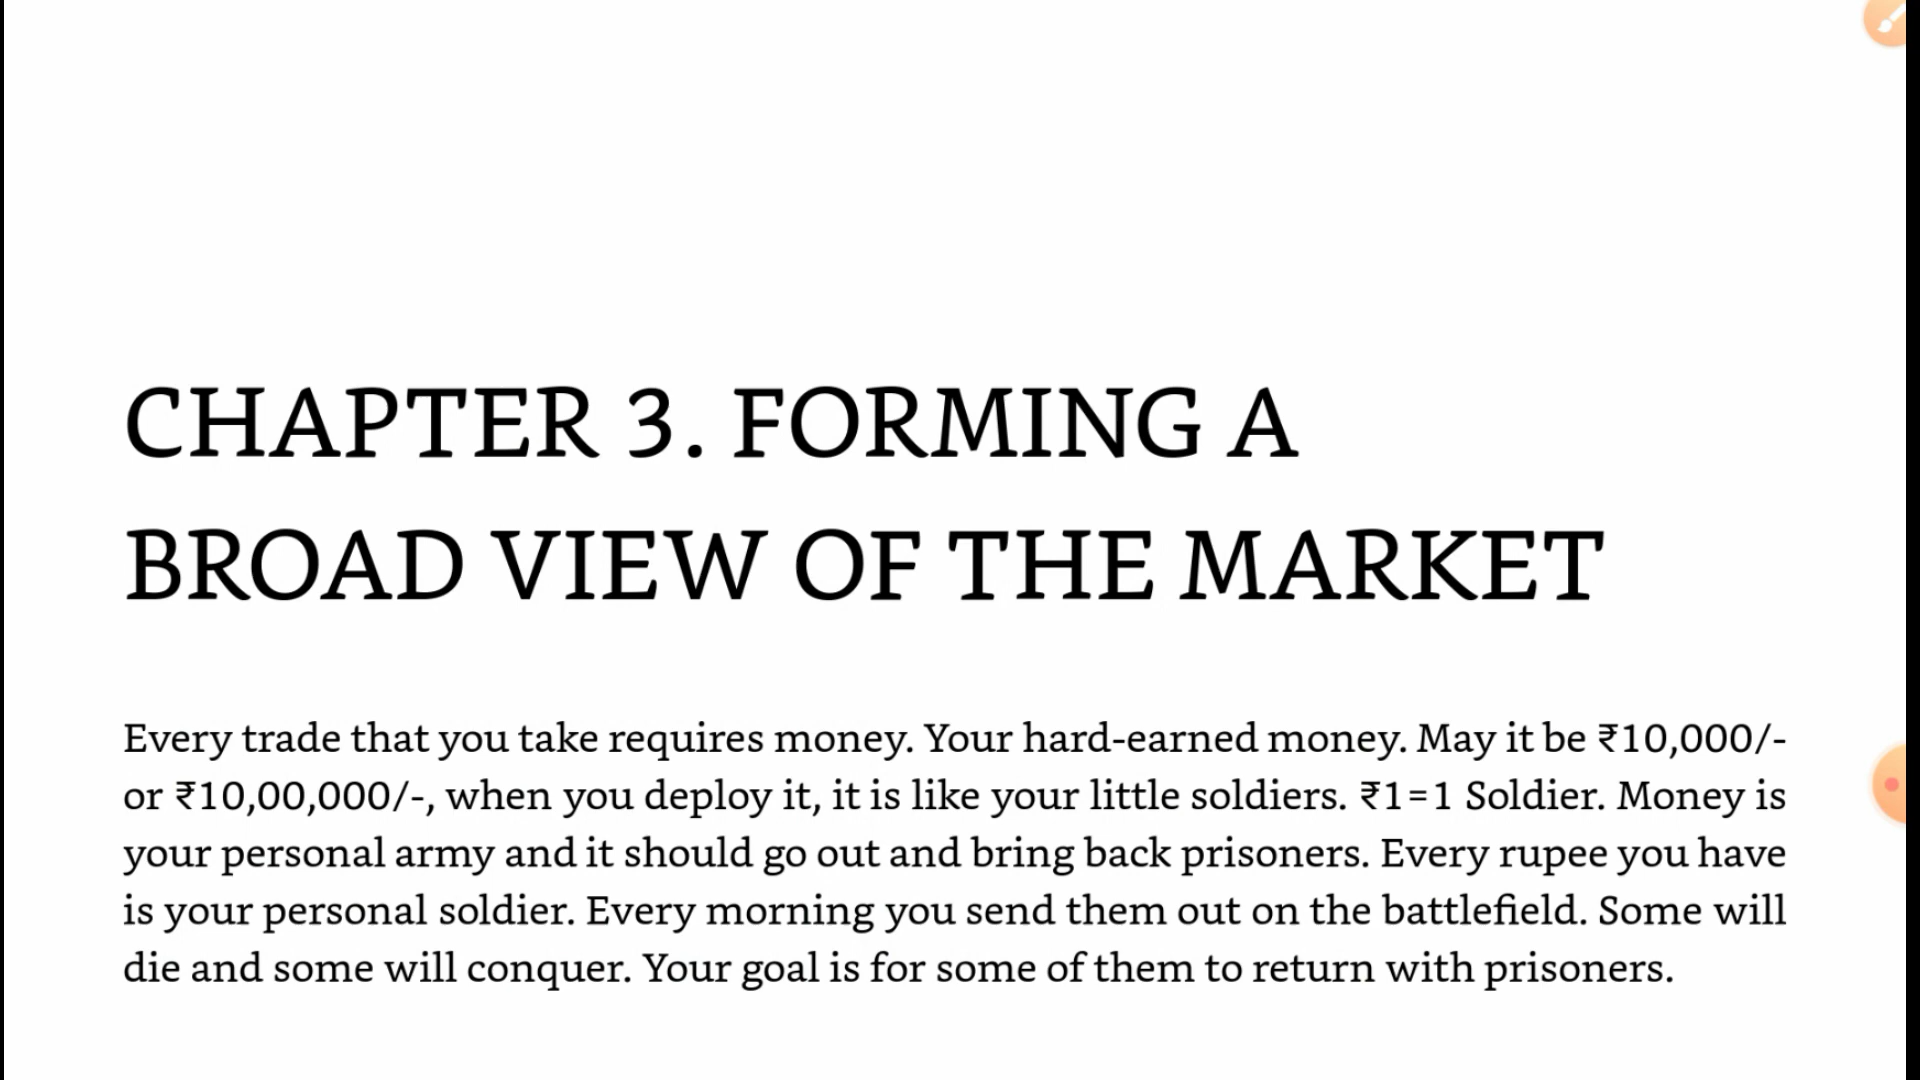 CHAPTER 3. FORMING A
BROAD VIEW OF THE MARKET
Every trade that you take requires money. Your hard-earned money. May it be ₹10,000/-
or ₹10,00,000/-, when you deploy it, it is like your little soldiers. ₹1=1 Soldier. Money is
your personal army and it should go out and bring back prisoners. Every rupee you have
is your personal soldier. Every morning you send them out on the battlefield. Some will
die and some will conquer. Your goal is for some of them to return with prisoners.